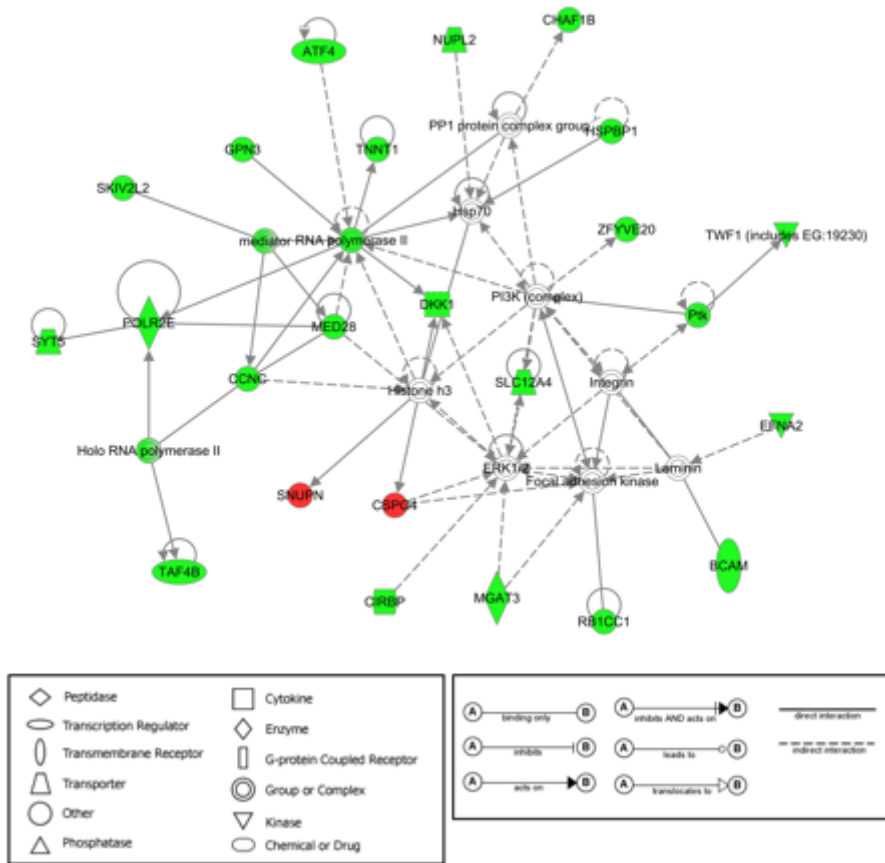 CHAF1B
NUPL2
ATF4
PP1 protein complex group
HSPBP1
GPN3
TNNT1
SKIV2L2
Hsp70
ZFYVE20
TWF1 (includes EG:19230)
mediator
RNA polymerase II
PI3K (complex)
DKK1
Ptk
POLR2E
MED28
SYT5
CCNC
Histone h3
SLC12A4
Integrin
EFNA2
Holo RNA polymerase II
ERK1/2
Laminin
Focal adhesion kinase
SNUPN
CSPG4
BCAM
TAF4B
CIRBP
MGAT3
RB1CC1
Peptidase
Transcription Regulator
Transmembrane Receptor
Transporter
Other
Phosphatase
Cytokine
Enzyme
G-protein Coupled Receptor
Group or Complex
Kinase
Chemical or Drug
A binding only B
A inhibits B
A acts on B
A inhibits AND acts on B
A leads to B
A translocates to B
direct interaction
indirect interaction